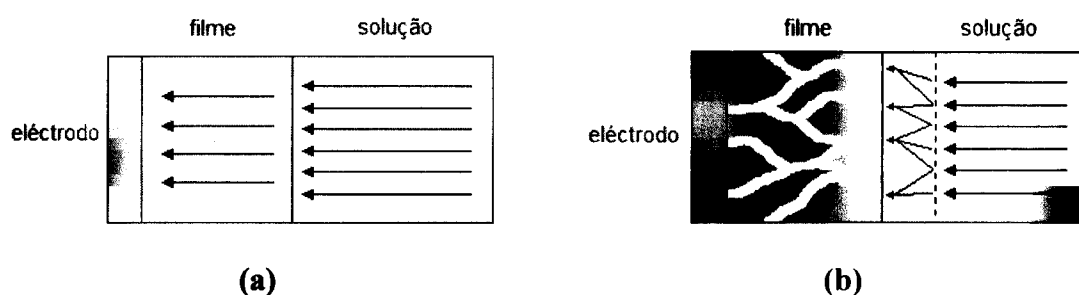 filme solução
eléctrodo
(a)
filme solução
eléctrodo
(b)